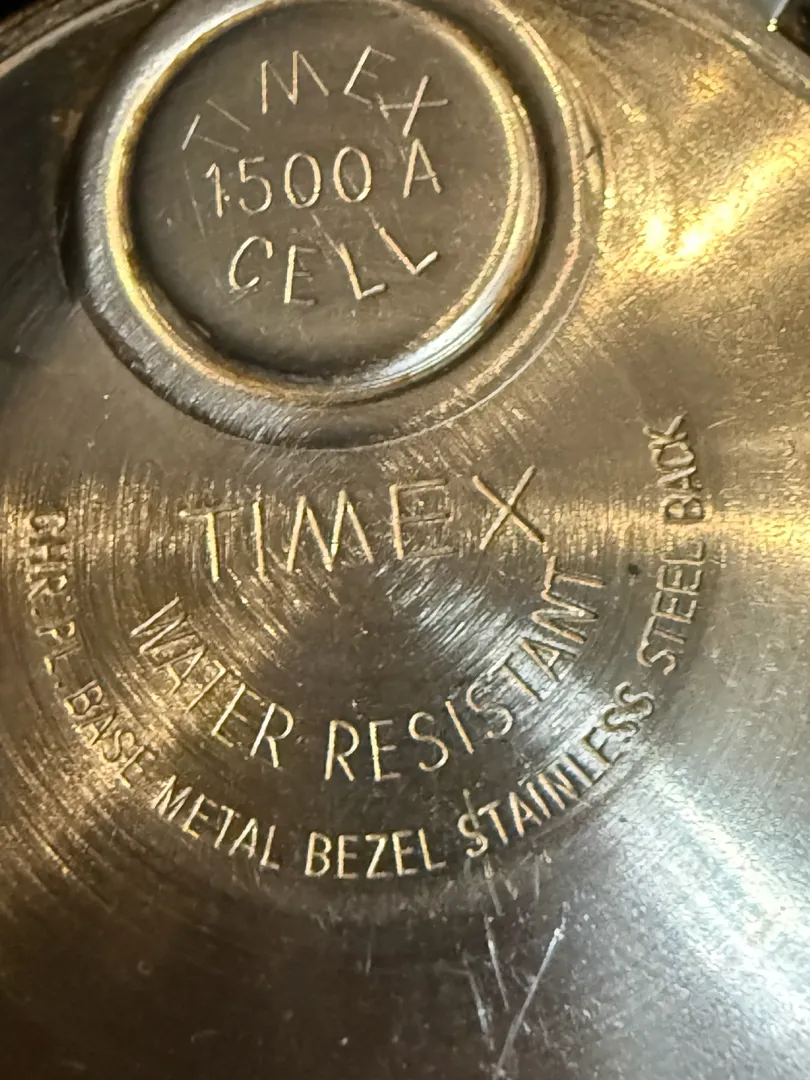 TIMEX
1500 A
CELL
TIMEX
WATER RESISTANT
CHR. PL. BASE METAL BEZEL STAINLESS STEEL BACK